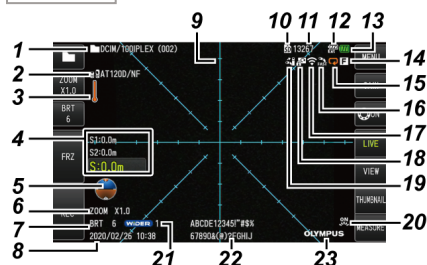 9 10 11 12 13
1 DCIM/100IPLEX (002) 13267 MENU
2 AT120D/NF 14
3 ZOOM X1.0 ON 15
BRT 6 16
4 S1:0.0m LIVE 17
S2:0.0m
FRZ S:0.0m VIEW 18
5 THUMBNAIL 19
6 ZOOM X1.0
7 BRT 6 WiDER 1 ABCDE12345!"#$% MEASURE 20
8 2020/02/26 10:38 67890&(@)?EGHIJ OLYMPUS
21 22 23